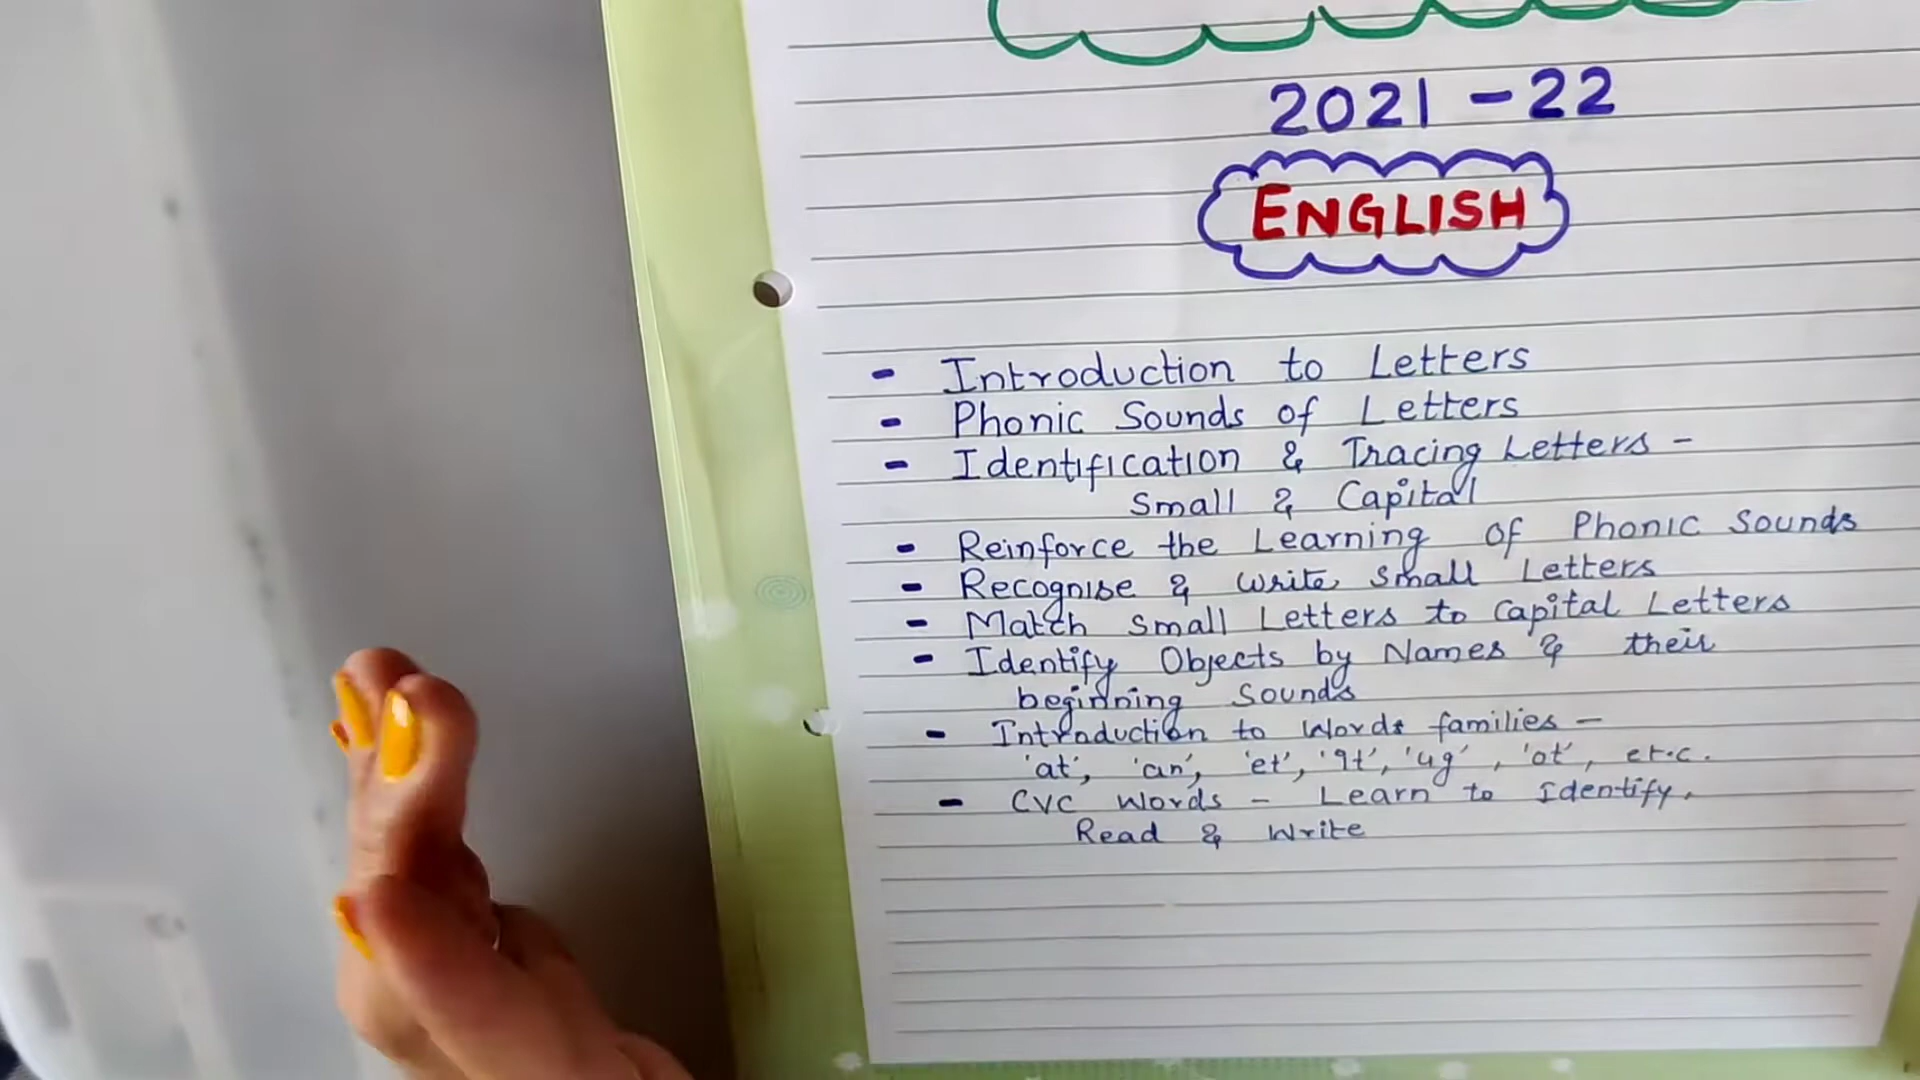 2021 - 22
ENGLISH
- Introduction to Letters
- Phonic Sounds of Letters
- Identification & Tracing Letters -
Small & Capital
- Reinforce the Learning of Phonic Sounds
- Recognise & write small Letters
- Match small Letters to Capital Letters
- Identify Objects by Names & their
beginning Sounds
- Introduction to Words families -
'at', 'an', 'et', 'it', 'ug', 'ot', et.c.
- CVC Words - Learn to Identify,
Read & Write